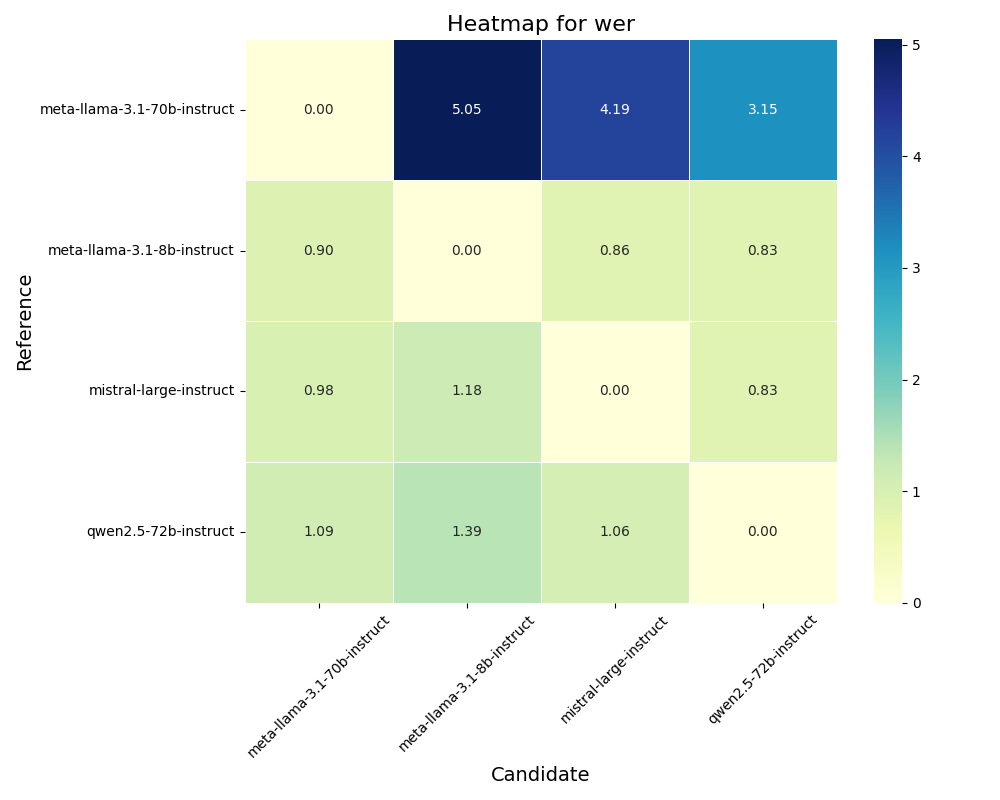 Heatmap for wer
Reference
meta-llama-3.1-70b-instruct 0.00 5.05 4.19 3.15
meta-llama-3.1-8b-instruct 0.90 0.00 0.86 0.83
mistral-large-instruct 0.98 1.18 0.00 0.83
qwen2.5-72b-instruct 1.09 1.39 1.06 0.00
5
4
3
2
1
0
meta-llama-3.1-70b-instruct
meta-llama-3.1-8b-instruct
mistral-large-instruct
qwen2.5-72b-instruct
Candidate